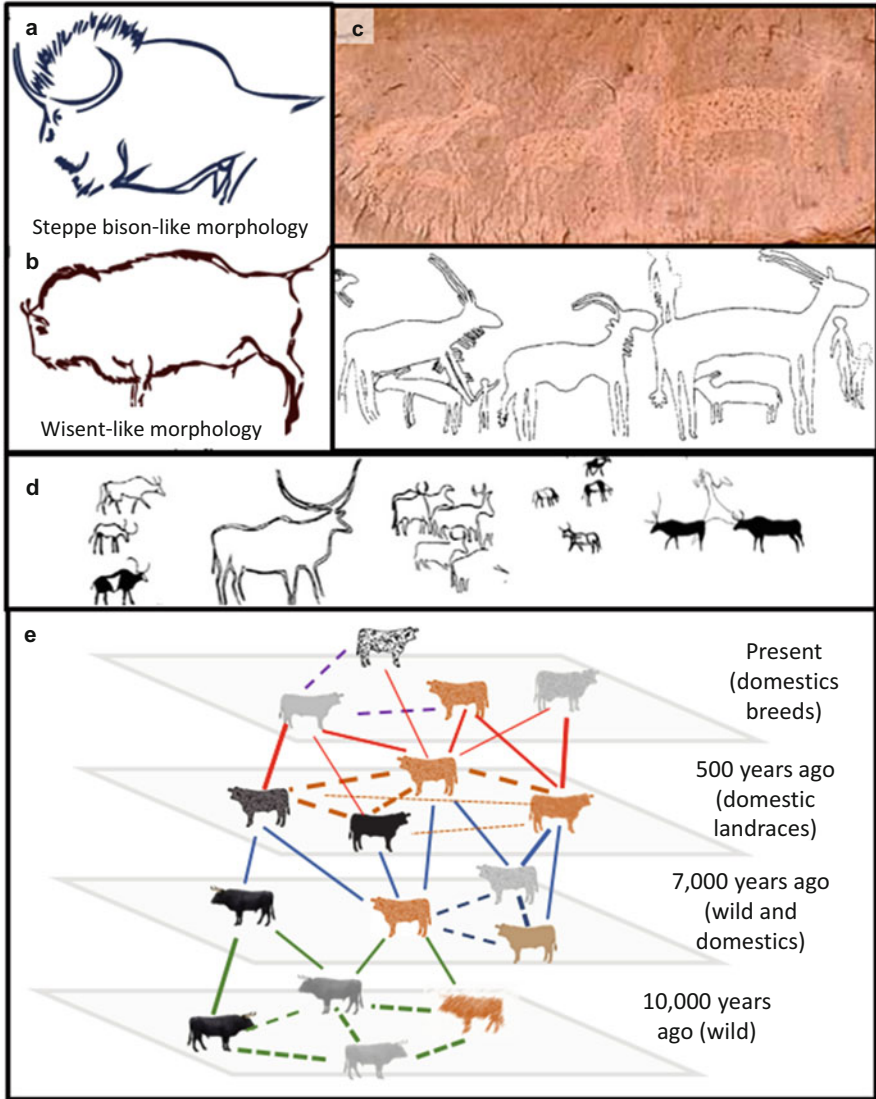 a
Steppe bison-like morphology
b
Wisent-like morphology
c
d
e
Present
(domestics
breeds)
500 years ago
(domestic
landraces)
7,000 years ago
(wild and
domestics)
10,000 years
ago (wild)